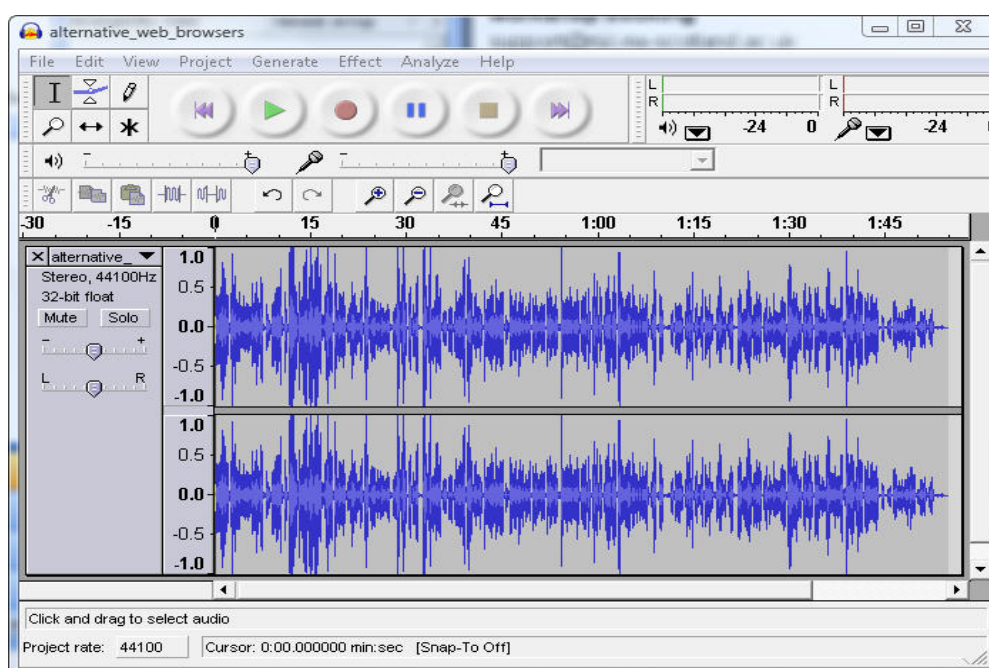 alternative_web_browsers
File Edit View Project Generate Effect Analyze Help
L
R
-24 0
L
R
-24
- +
- +
-30 -15 0 15 30 45 1:00 1:15 1:30 1:45
X alternative_
Stereo, 44100Hz
32-bit float
Mute Solo
- +
L R
1.0
0.5
0.0
-0.5
-1.0
1.0
0.5
0.0
-0.5
-1.0
Click and drag to select audio
Project rate: 44100 Cursor: 0:00.000000 min:sec [Snap-To Off]